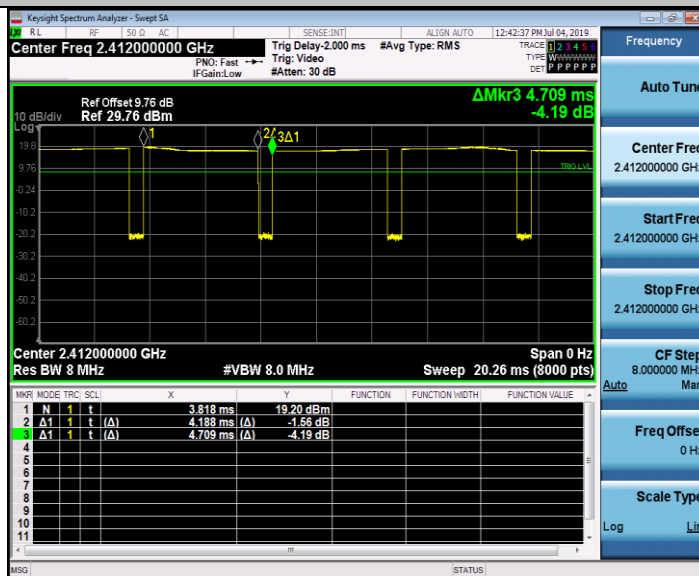 Keysight Spectrum Analyzer - Swept SA
RL RF 50 Ω AC SENSE:INT ALIGN AUTO 12:42:37 PM Jul 04, 2019
Center Freq 2.412000000 GHz
PNO: Fast
IFGain:Low
Trig Delay-2.000 ms
Trig: Video
#Atten: 30 dB
#Avg Type: RMS
TRACE 1 2 3 4 5 6
TYPE WWWWWW
DET P P P P P P
ΔMkr3 4.709 ms
-4.19 dB
Ref Offset 9.76 dB
10 dB/div Ref 29.76 dBm
Log
1
2
3Δ1
19.8
9.76
TRIG LVL
-0.24
-10.2
-20.2
-30.2
-40.2
-50.2
-60.2
Center 2.412000000 GHz Span 0 Hz
Res BW 8 MHz #VBW 8.0 MHz Sweep 20.26 ms (8000 pts)
MKR MODE TRC SCL X Y FUNCTION FUNCTION WIDTH FUNCTION VALUE
1 N 1 t 3.818 ms 19.20 dBm
2 Δ1 1 t (Δ) 4.188 ms (Δ) -1.56 dB
3 Δ1 1 t (Δ) 4.709 ms (Δ) -4.19 dB
4
5
6
7
8
9
10
11
MSG STATUS
Frequency
Auto Tune
Center Freq
2.412000000 GHz
Start Freq
2.412000000 GHz
Stop Freq
2.412000000 GHz
CF Step
8.000000 MHz
Auto Man
Freq Offset
0 Hz
Scale Type
Log Lin